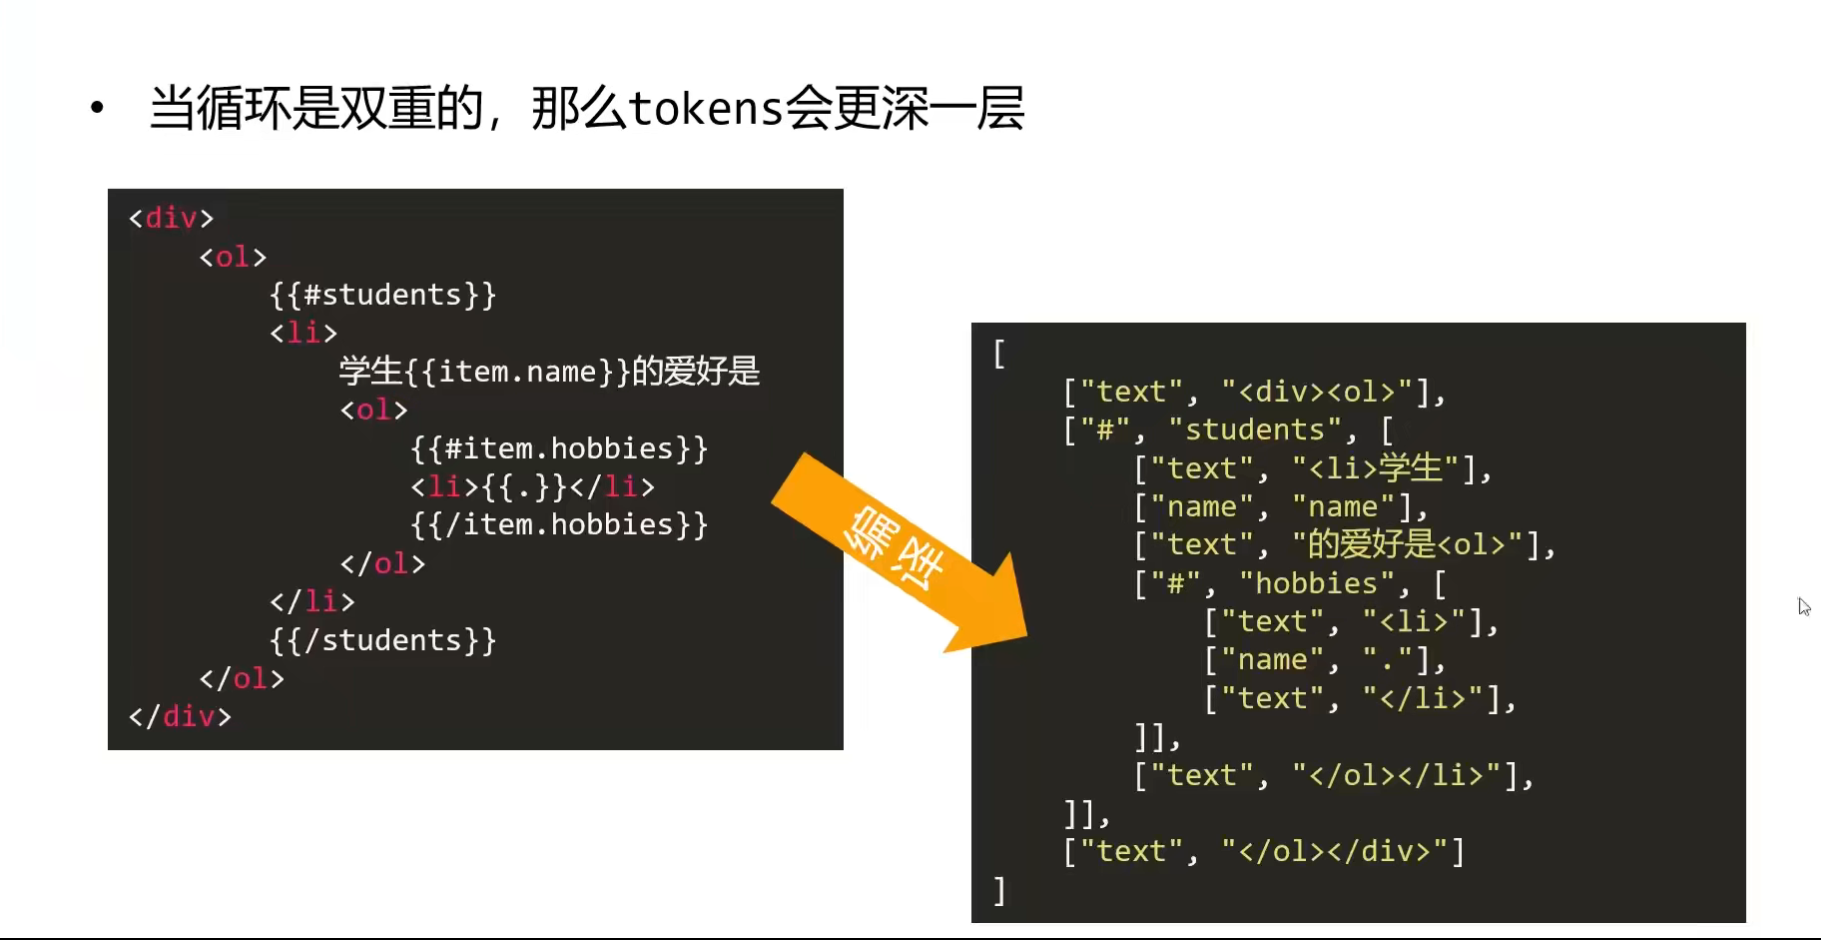 • 当循环是双重的，那么tokens会更深一层
<div>
<ol>
{{#students}}
<li>
学生{{item.name}}的爱好是
<ol>
{{#item.hobbies}}
<li>{{.}}</li>
{{/item.hobbies}}
</ol>
</li>
{{/students}}
</ol>
</div>
编译
[
["text", "<div><ol>"],
["#", "students", [
["text", "<li>学生"],
["name", "name"],
["text", "的爱好是<ol>"],
["#", "hobbies", [
["text", "<li>"],
["name", "."],
["text", "</li>"],
]],
["text", "</ol></li>"],
]],
["text", "</ol></div>"]
]